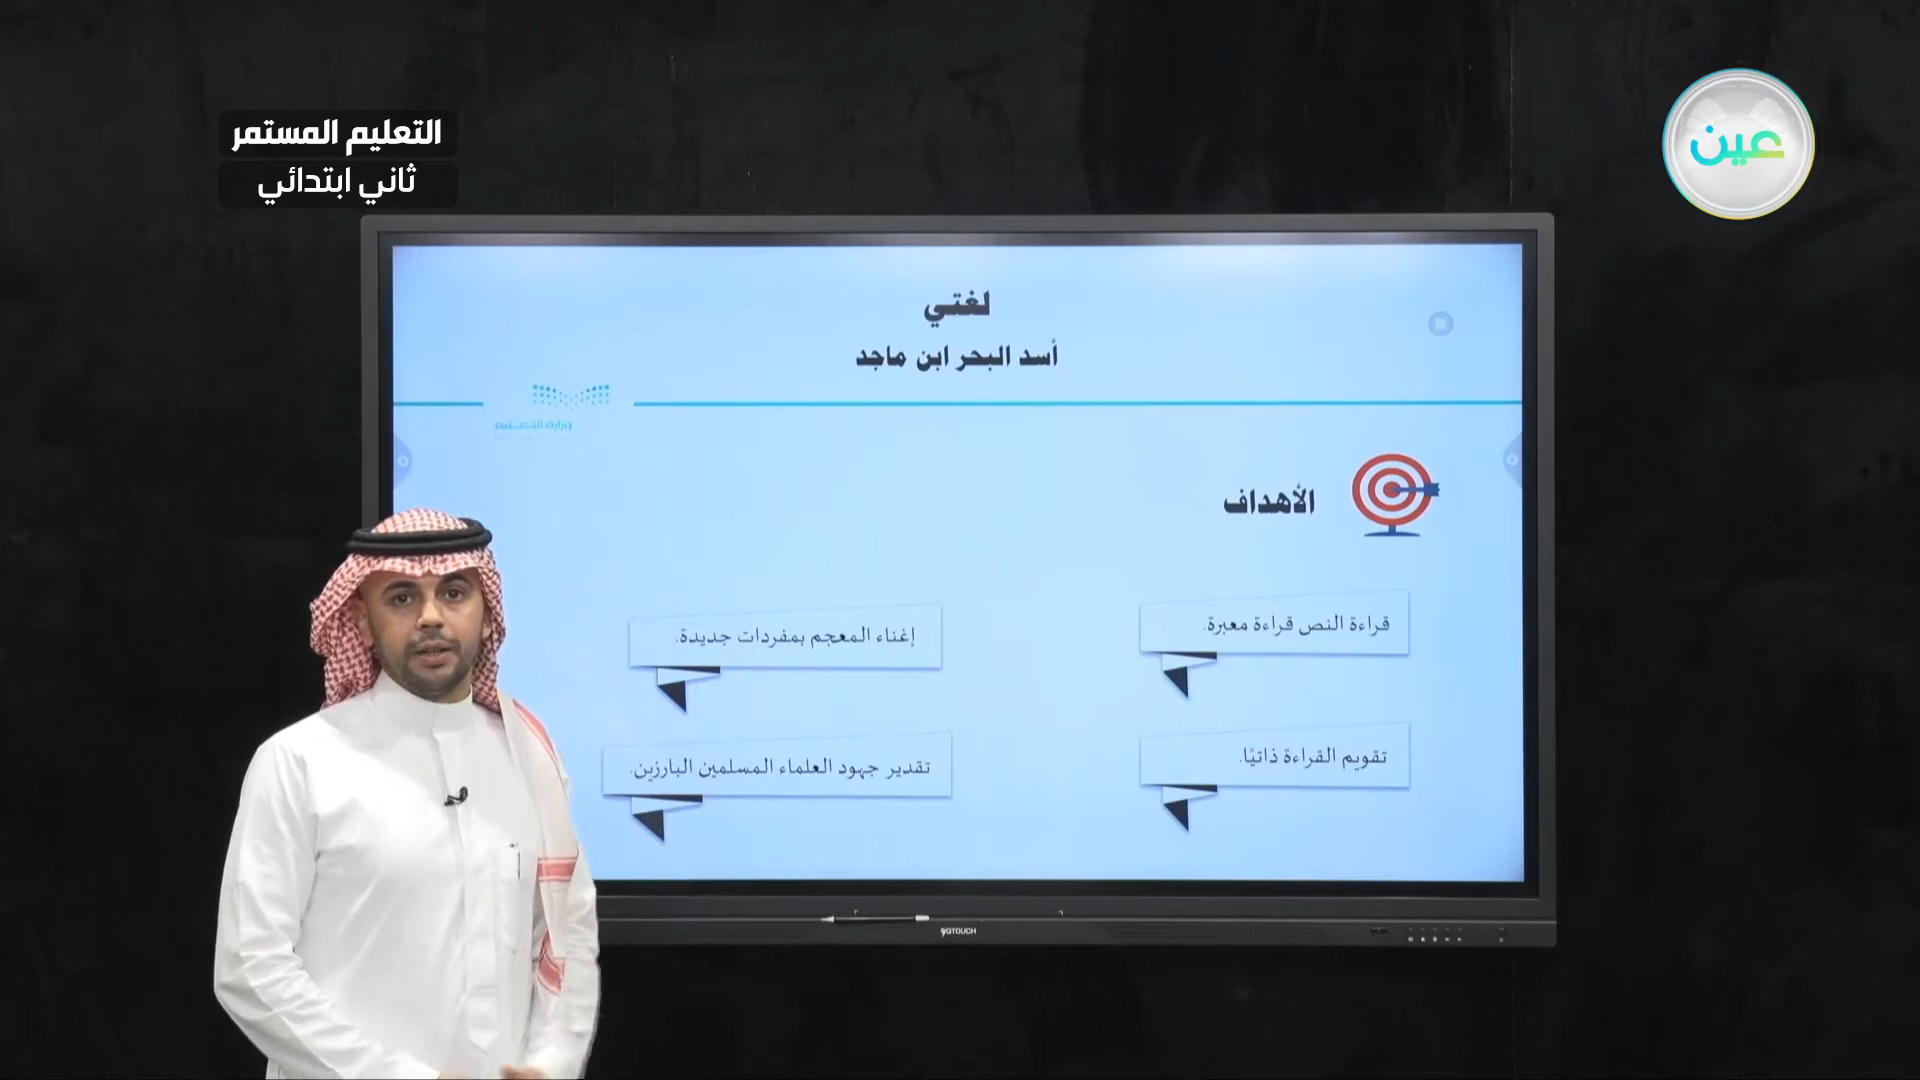 التعليم المستمر
ثاني ابتدائي
عين
لغتي
أسد البحر ابن ماجد
وزارة التعليم
الأهداف
قراءة النص قراءة معبرة.
إغناء المعجم بمفردات جديدة.
تقويم القراءة ذاتيًا.
تقدير جهود العلماء المسلمين البارزين.